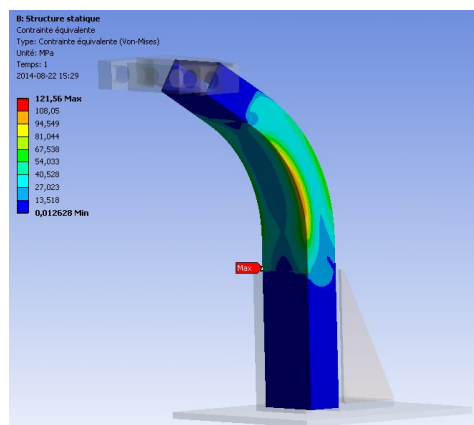 B: Structure statique
Contrainte équivalente
Type: Contrainte équivalente (Von-Mises)
Unité: MPa
Temps: 1
2014-08-22 15:29
121,56 Max
108,05
94,549
81,044
67,538
54,033
40,528
27,023
13,518
0,012628 Min
Max